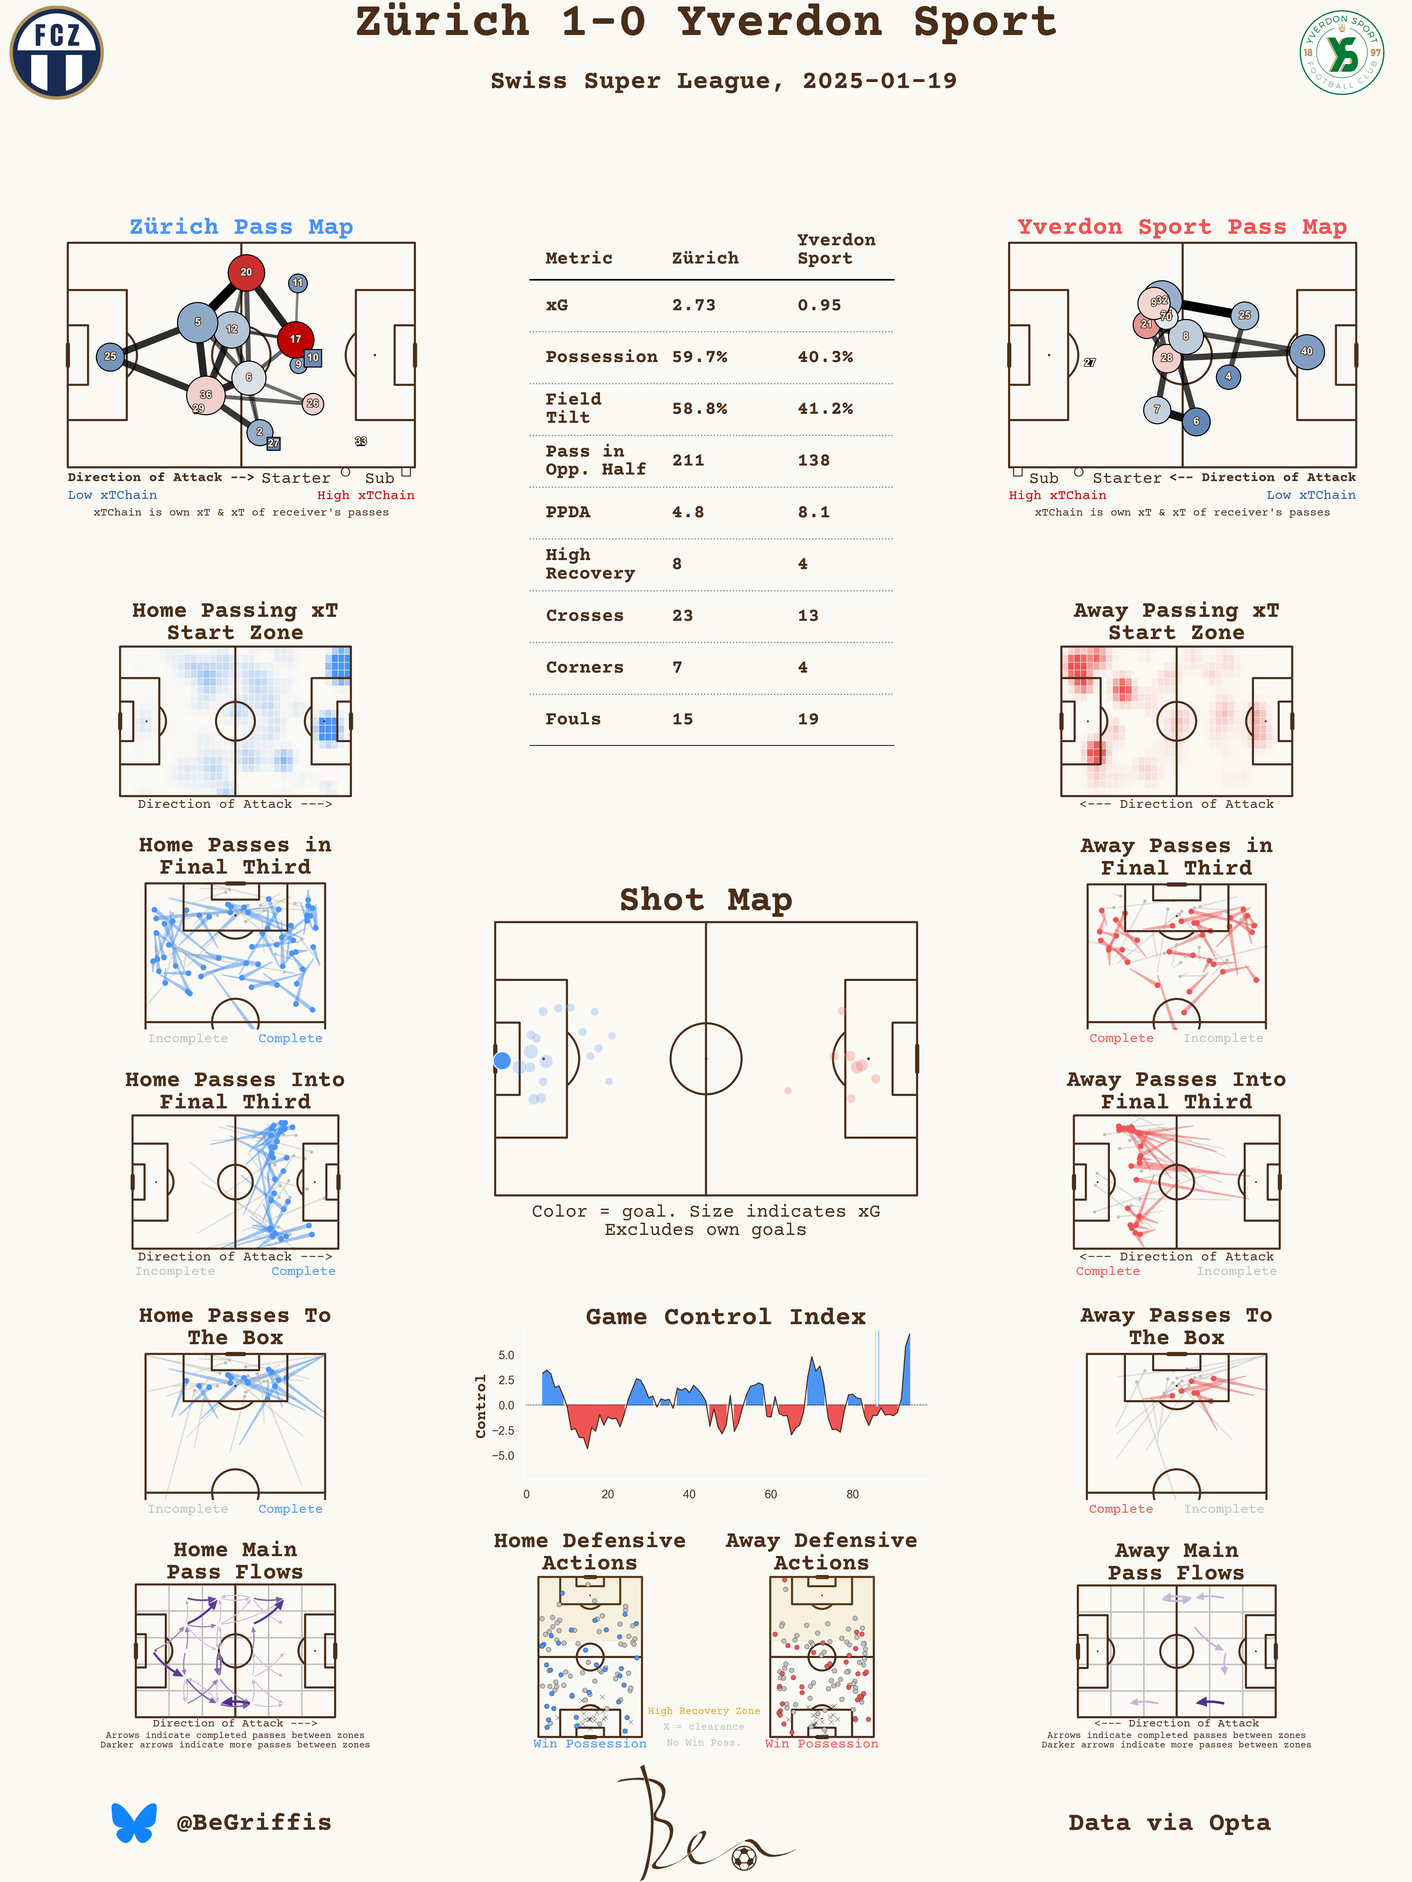 Zürich 1-0 Yverdon Sport
Swiss Super League, 2025-01-19
FCZ
YVERDON SPORT
18 97
FOOTBALL CLUB
Zürich Pass Map
20
11
5
12
17
10
9
25
6
36
29
26
2
27
33
Direction of Attack --> Starter Sub
Low xTChain High xTChain
xTChain is own xT & xT of receiver's passes
Metric Zürich Yverdon Sport
xG 2.73 0.95
Possession 59.7% 40.3%
Field Tilt 58.8% 41.2%
Pass in Opp. Half 211 138
PPDA 4.8 8.1
High Recovery 8 4
Crosses 23 13
Corners 7 4
Fouls 15 19
Yverdon Sport Pass Map
9
32
70
21
25
8
40
28
27
4
7
6
Sub Starter <-- Direction of Attack
High xTChain Low xTChain
xTChain is own xT & xT of receiver's passes
Home Passing xT
Start Zone
Direction of Attack --->
Away Passing xT
Start Zone
<--- Direction of Attack
Home Passes in
Final Third
Incomplete Complete
Away Passes in
Final Third
Complete Incomplete
Shot Map
Color = goal. Size indicates xG
Excludes own goals
Home Passes Into
Final Third
Direction of Attack --->
Incomplete Complete
Away Passes Into
Final Third
<--- Direction of Attack
Complete Incomplete
Home Passes To
The Box
Incomplete Complete
Game Control Index
Control
5.0
2.5
0.0
−2.5
−5.0
0 20 40 60 80
Away Passes To
The Box
Complete Incomplete
Home Main
Pass Flows
Direction of Attack --->
Arrows indicate completed passes between zones
Darker arrows indicate more passes between zones
Home Defensive
Actions
Win Possession
Away Defensive
Actions
Win Possession
High Recovery Zone
X = clearance
No Win Poss.
Away Main
Pass Flows
<--- Direction of Attack
Arrows indicate completed passes between zones
Darker arrows indicate more passes between zones
@BeGriffis
Ben
Data via Opta